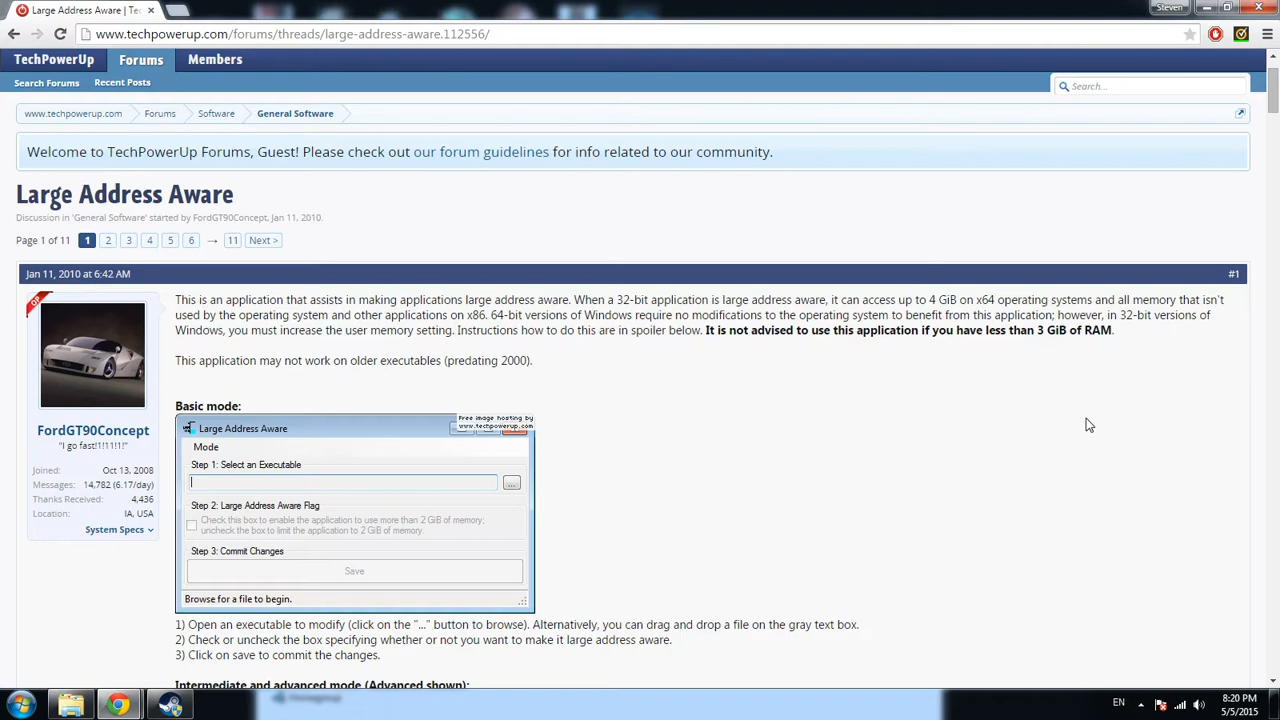 Large Address Aware | Tec
Steven
www.techpowerup.com/forums/threads/large-address-aware.112556/
TechPowerUp Forums Members
Search Forums Recent Posts
Search...
www.techpowerup.com Forums Software General Software
Welcome to TechPowerUp Forums, Guest! Please check out our forum guidelines for info related to our community.
Large Address Aware
Discussion in 'General Software' started by FordGT90Concept, Jan 11, 2010.
Page 1 of 11 1 2 3 4 5 6 → 11 Next >
Jan 11, 2010 at 6:42 AM #1
OP
This is an application that assists in making applications large address aware. When a 32-bit application is large address aware, it can access up to 4 GiB on x64 operating systems and all memory that isn't
used by the operating system and other applications on x86. 64-bit versions of Windows require no modifications to the operating system to benefit from this application; however, in 32-bit versions of
Windows, you must increase the user memory setting. Instructions how to do this are in spoiler below. It is not advised to use this application if you have less than 3 GiB of RAM.
This application may not work on older executables (predating 2000).
FordGT90Concept
"I go fast!1!11!1!"
Joined: Oct 13, 2008
Messages: 14,782 (6.17/day)
Thanks Received: 4,436
Location: IA, USA
System Specs
Basic mode:
Free image hosting by
www.techpowerup.com
Large Address Aware
Mode
Step 1: Select an Executable
...
Step 2: Large Address Aware Flag
Check this box to enable the application to use more than 2 GiB of memory;
uncheck the box to limit the application to 2 GiB of memory.
Step 3: Commit Changes
Save
Browse for a file to begin.
1) Open an executable to modify (click on the "..." button to browse). Alternatively, you can drag and drop a file on the gray text box.
2) Check or uncheck the box specifying whether or not you want to make it large address aware.
3) Click on save to commit the changes.
Intermediate and advanced mode (Advanced shown):
EN
8:20 PM
5/5/2015